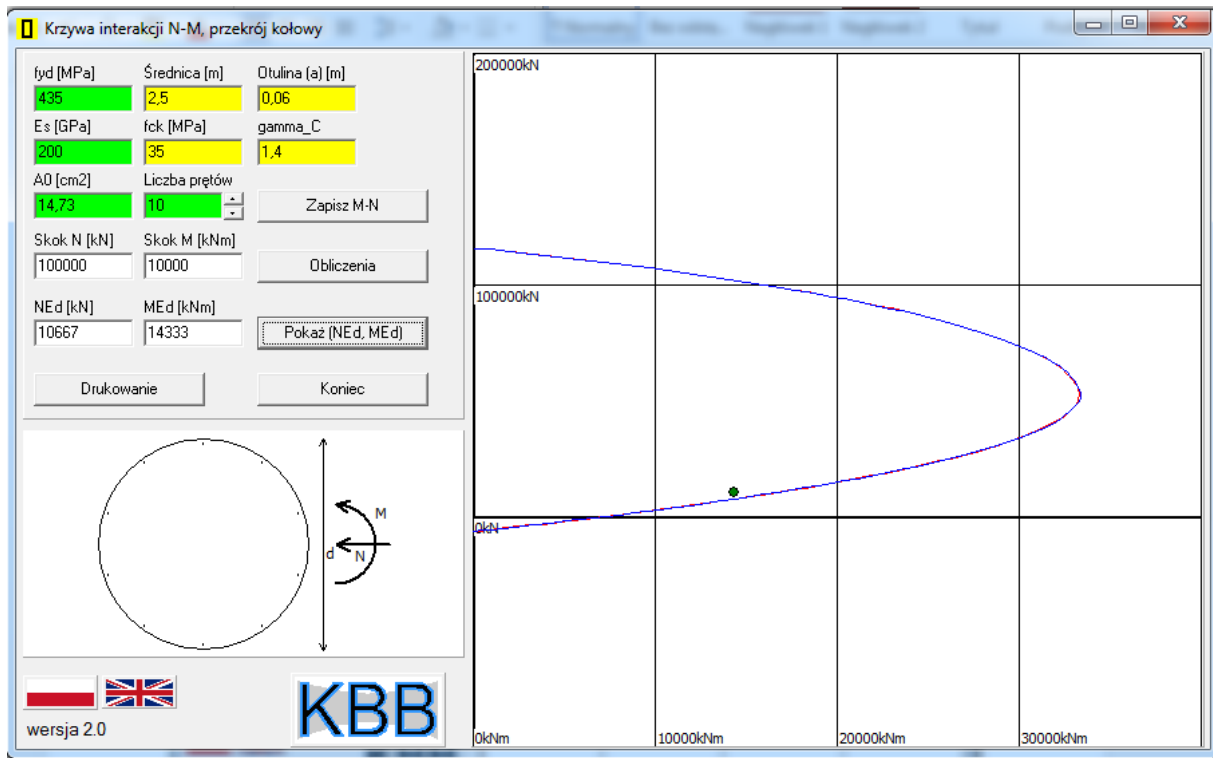 Krzywa interakcji N-M, przekrój kołowy
fyd [MPa] Średnica [m] Otulina (a) [m]
435 2,5 0,06
Es [GPa] fck [MPa] gamma_C
200 35 1,4
A0 [cm2] Liczba prętów
14,73 10 Zapisz M-N
Skok N [kN] Skok M [kNm]
100000 10000 Obliczenia
NEd [kN] MEd [kNm]
10667 14333 Pokaż (NEd, MEd)
Drukowanie Koniec
M
d N
KBB
wersja 2.0
200000kN
100000kN
0kN
0kNm 10000kNm 20000kNm 30000kNm